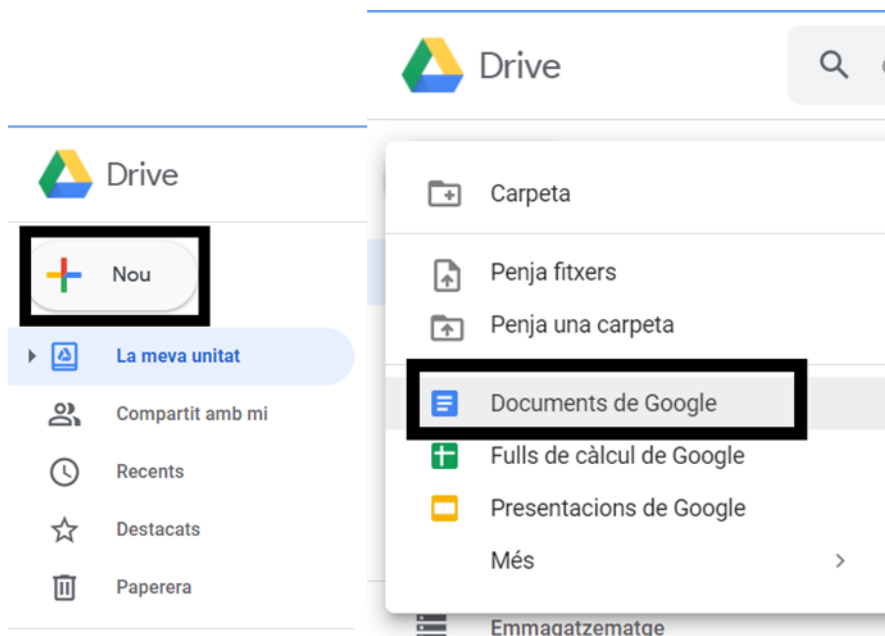 Drive
Nou
La meva unitat
Compartit amb mi
Recents
Destacats
Paperera
Drive
Carpeta
Penja fitxers
Penja una carpeta
Documents de Google
Fulls de càlcul de Google
Presentacions de Google
Més
Emmagatzematge